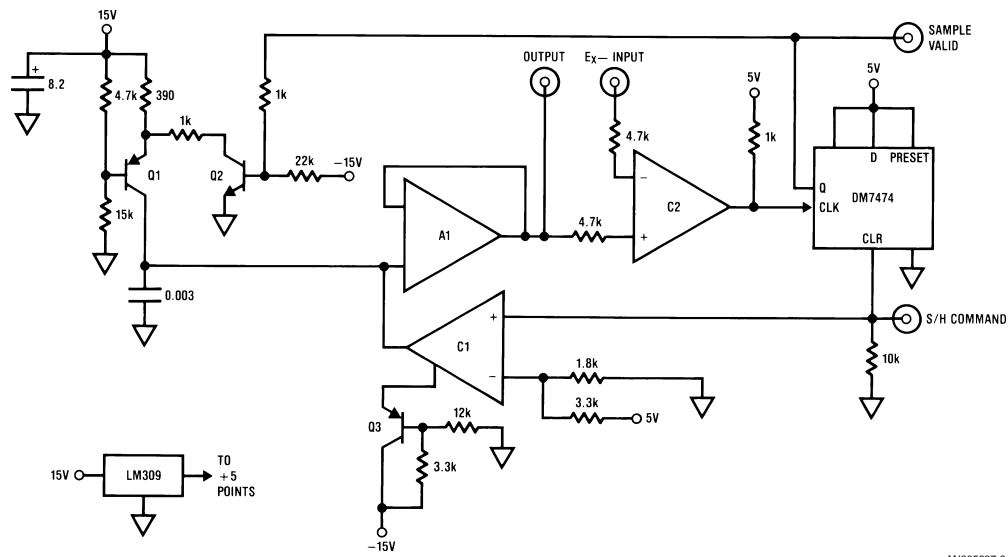 15V
SAMPLE
VALID
OUTPUT
EX– INPUT
+
8.2
4.7k
390
1k
1k
5V
5V
1k
4.7k
D
PRESET
Q1
Q2
22k
–15V
–
C2
Q
CLK
DM7474
15k
A1
4.7k
+
CLR
0.003
+
S/H COMMAND
C1
10k
–
1.8k
3.3k
5V
Q3
12k
3.3k
15V
LM309
TO
+5
POINTS
–15V